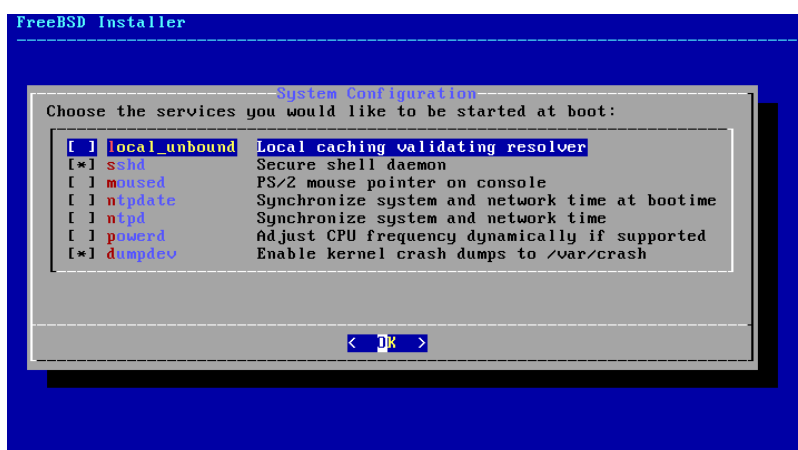 FreeBSD Installer
System Configuration
Choose the services you would like to be started at boot:
[ ] local_unbound Local caching validating resolver
[*] sshd Secure shell daemon
[ ] moused PS/2 mouse pointer on console
[ ] ntpdate Synchronize system and network time at bootime
[ ] ntpd Synchronize system and network time
[ ] powerd Adjust CPU frequency dynamically if supported
[*] dumpdev Enable kernel crash dumps to /var/crash
< OK >